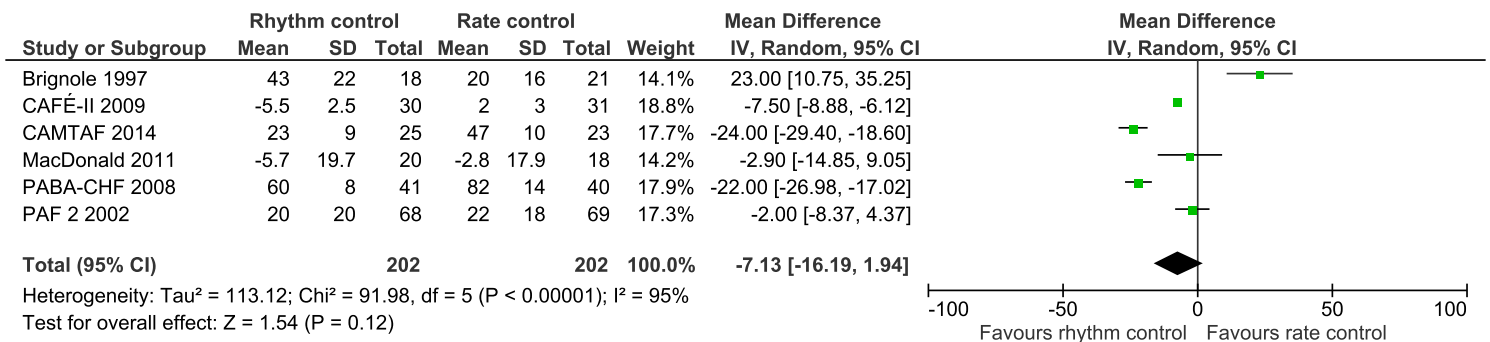 Rhythm control Rate control Mean Difference Mean Difference
Study or Subgroup Mean SD Total Mean SD Total Weight IV, Random, 95% CI IV, Random, 95% CI
Brignole 1997 43 22 18 20 16 21 14.1% 23.00 [10.75, 35.25]
CAFÉ-II 2009 -5.5 2.5 30 2 3 31 18.8% -7.50 [-8.88, -6.12]
CAMTAF 2014 23 9 25 47 10 23 17.7% -24.00 [-29.40, -18.60]
MacDonald 2011 -5.7 19.7 20 -2.8 17.9 18 14.2% -2.90 [-14.85, 9.05]
PABA-CHF 2008 60 8 41 82 14 40 17.9% -22.00 [-26.98, -17.02]
PAF 2 2002 20 20 68 22 18 69 17.3% -2.00 [-8.37, 4.37]
Total (95% CI) 202 202 100.0% -7.13 [-16.19, 1.94]
Heterogeneity: Tau² = 113.12; Chi² = 91.98, df = 5 (P < 0.00001); I² = 95%
Test for overall effect: Z = 1.54 (P = 0.12)
-100 -50 0 50 100
Favours rhythm control Favours rate control